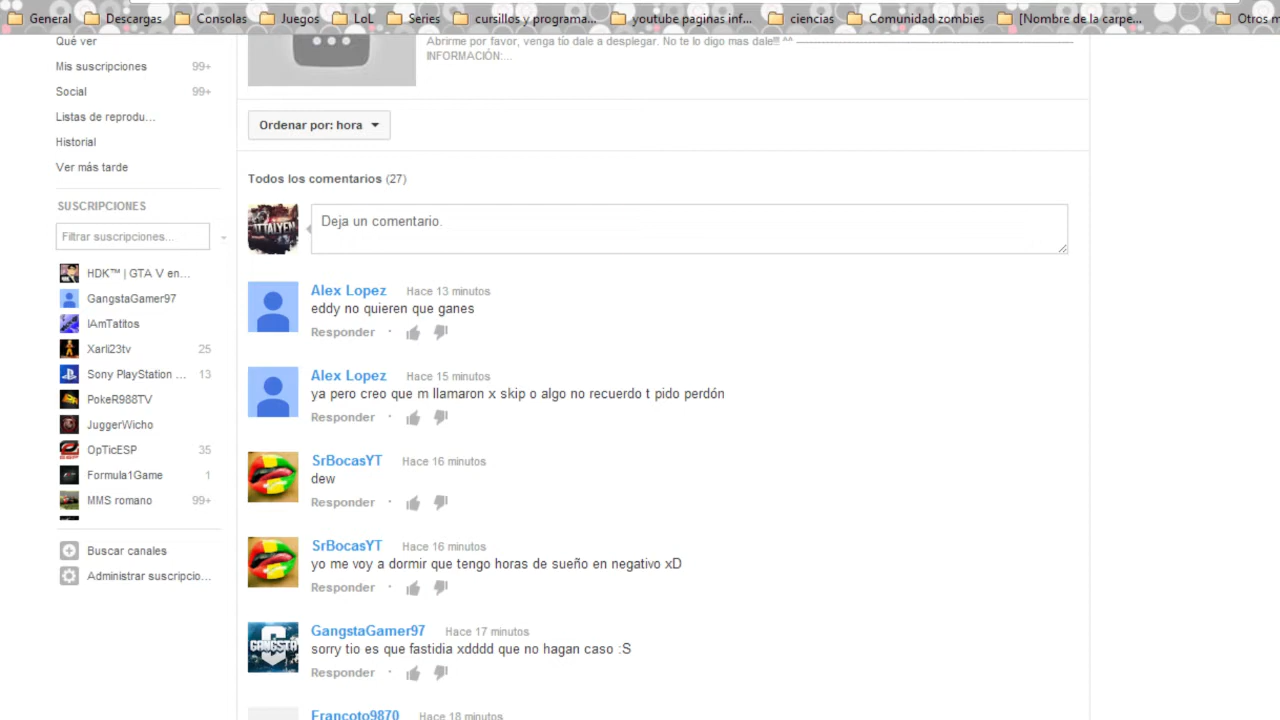 General Descargas Consolas Juegos LoL Series cursillos y programa... youtube paginas inf... ciencias Comunidad zombies [Nombre de la carpe... Otros m
Qué ver
Mis suscripciones 99+
Social 99+
Listas de reprodu...
Historial
Ver más tarde
SUSCRIPCIONES
Filtrar suscripciones...
HDK™ | GTA V en...
GangstaGamer97
IAmTatitos
Xarli23tv 25
Sony PlayStation ... 13
PokeR988TV
JuggerWicho
OpTicESP 35
Formula1Game 1
MMS romano 99+
Buscar canales
Administrar suscripcio...
Abrirme por favor, venga tío dale a desplegar. No te lo digo mas dale!!! ^^ ----------------------------------------------------------------------
INFORMACIÓN:...
Ordenar por: hora
Todos los comentarios (27)
Deja un comentario.
Alex Lopez Hace 13 minutos
eddy no quieren que ganes
Responder ·
Alex Lopez Hace 15 minutos
ya pero creo que m llamaron x skip o algo no recuerdo t pido perdón
Responder ·
SrBocasYT Hace 16 minutos
dew
Responder ·
SrBocasYT Hace 16 minutos
yo me voy a dormir que tengo horas de sueño en negativo xD
Responder ·
GANGSTA
GangstaGamer97 Hace 17 minutos
sorry tio es que fastidia xdddd que no hagan caso :S
Responder ·
Francoto9870 Hace 18 minutos